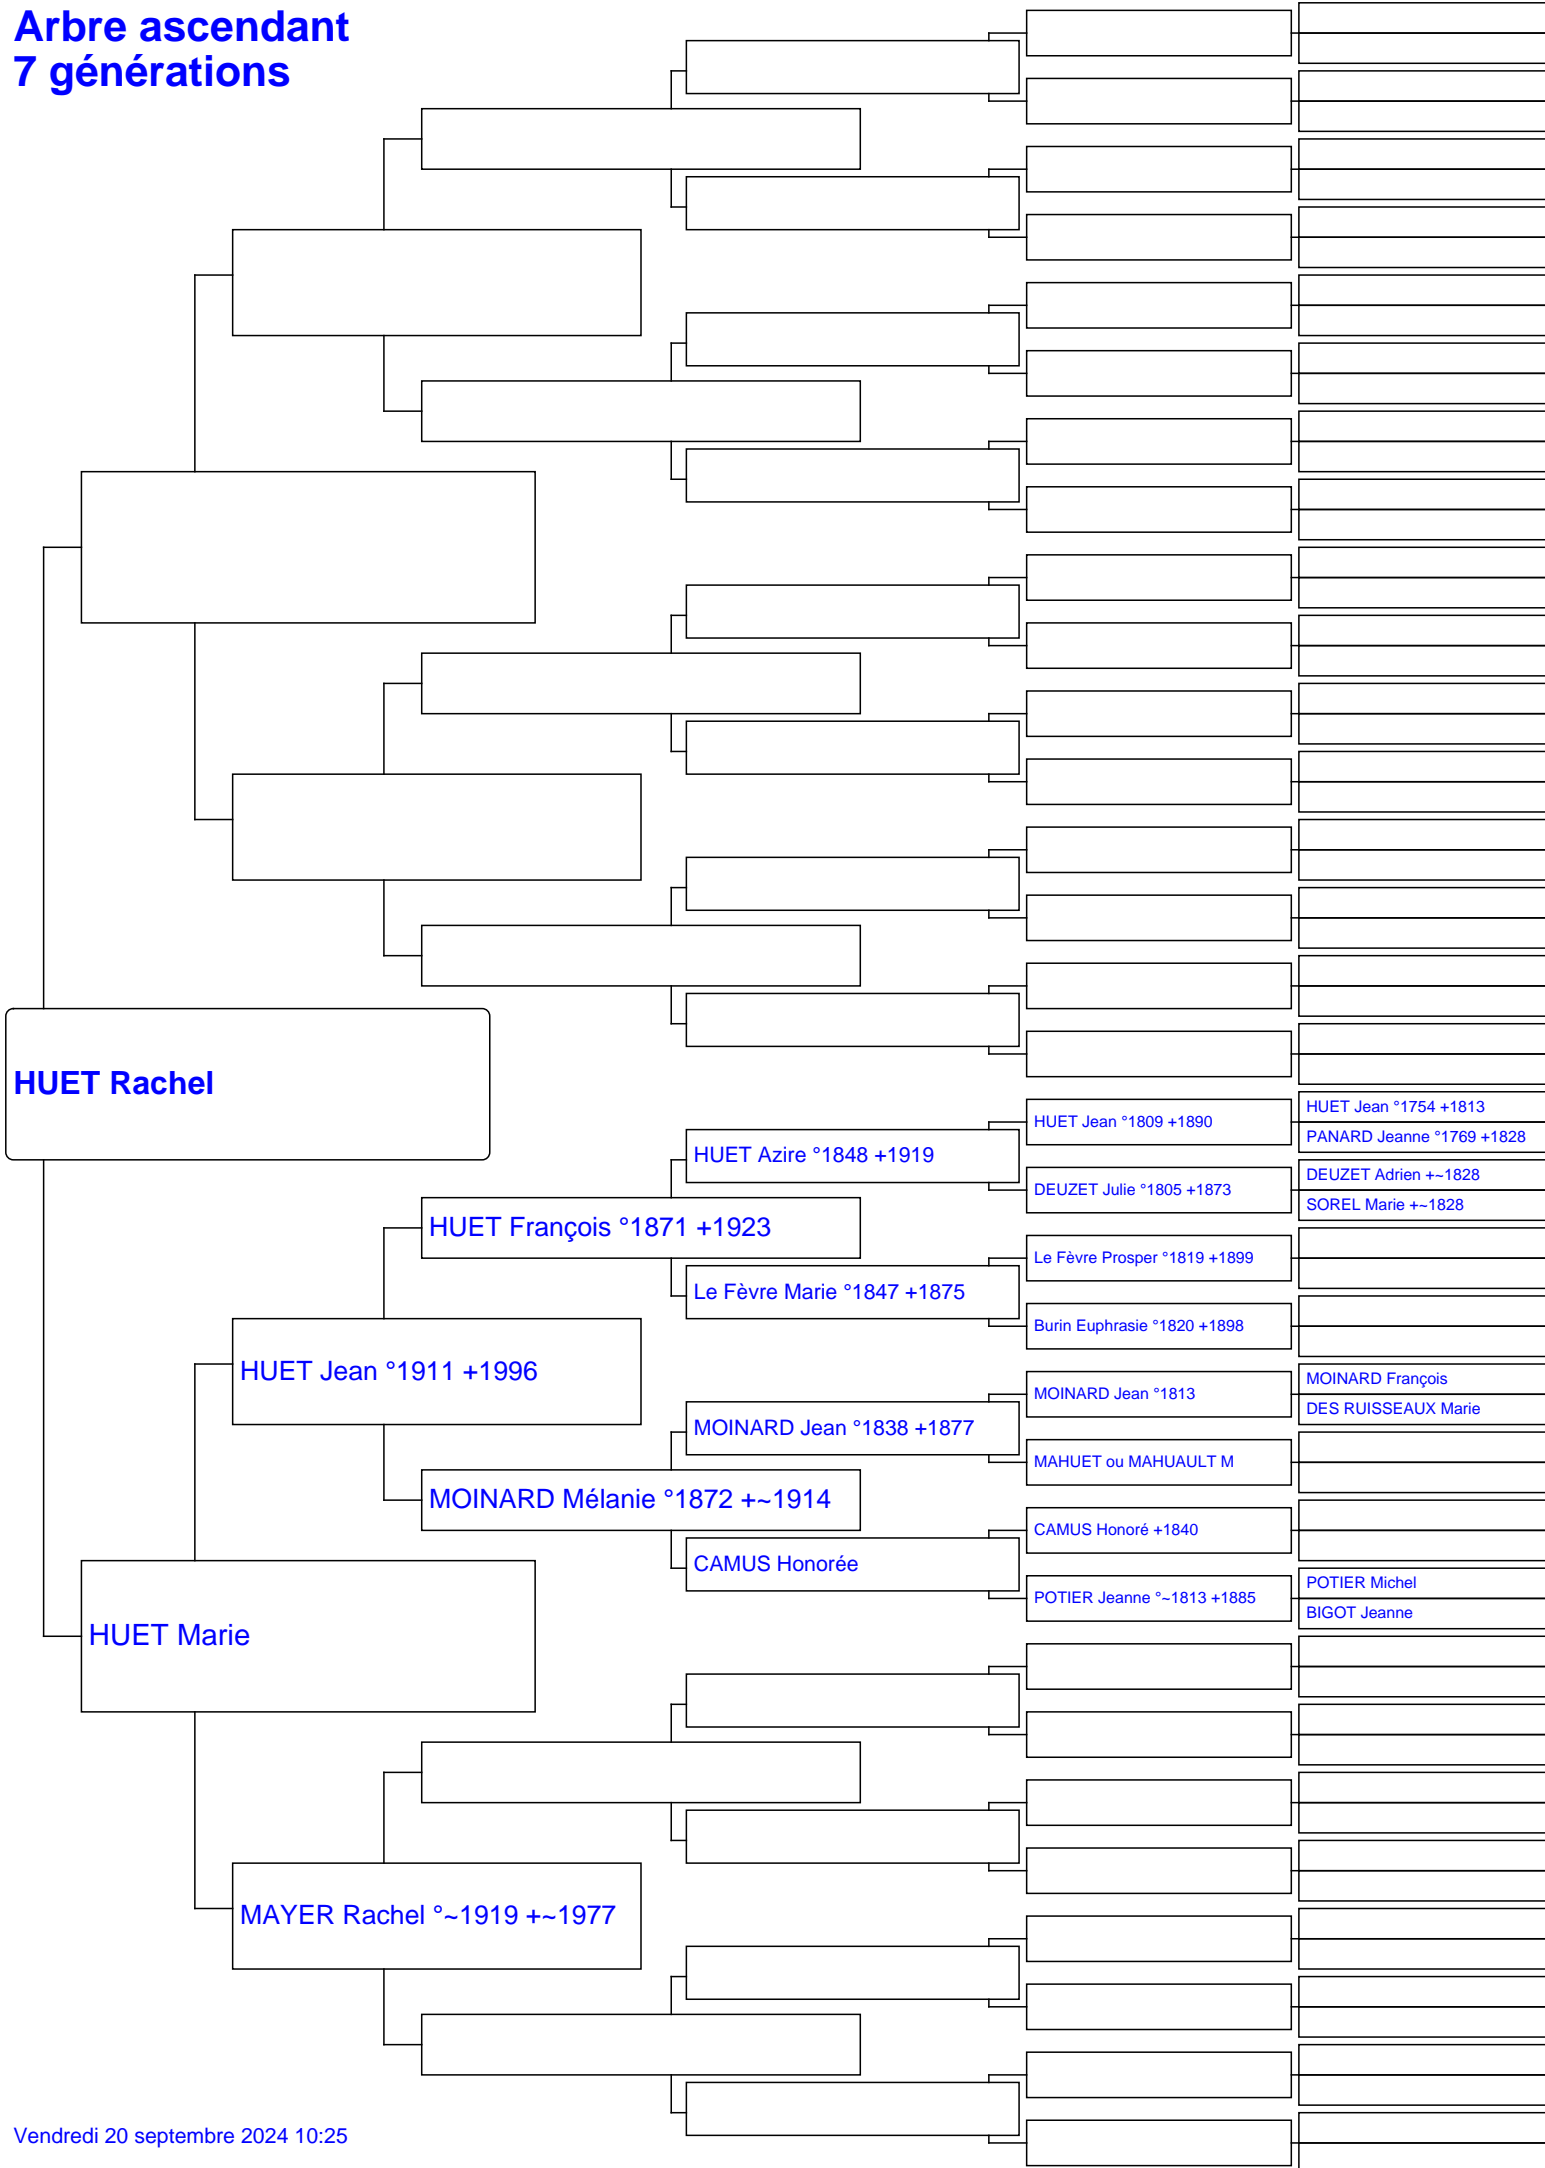 Arbre ascendant
7 générations
HUET Rachel
HUET Jean °1754 +1813
HUET Jean °1809 +1890
PANARD Jeanne °1769 +1828
HUET Azire °1848 +1919
DEUZET Adrien +~1828
DEUZET Julie °1805 +1873
SOREL Marie +~1828
HUET François °1871 +1923
Le Fèvre Prosper °1819 +1899
Le Fèvre Marie °1847 +1875
Burin Euphrasie °1820 +1898
HUET Jean °1911 +1996
MOINARD François
MOINARD Jean °1813
DES RUISSEAUX Marie
MOINARD Jean °1838 +1877
MAHUET ou MAHUAULT M
MOINARD Mélanie °1872 +~1914
CAMUS Honoré +1840
CAMUS Honorée
POTIER Michel
POTIER Jeanne °~1813 +1885
BIGOT Jeanne
HUET Marie
MAYER Rachel °~1919 +~1977
Vendredi 20 septembre 2024 10:25